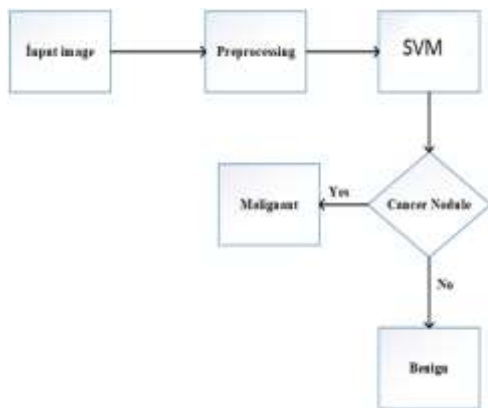 Input image
Preprocessing
SVM
Cancer Nodule
Yes
Malignant
No
Benign